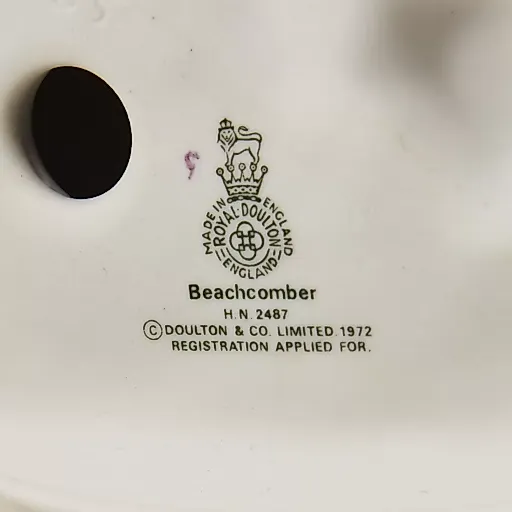 MADE IN ENGLAND
ROYAL·DOULTON
ENGLAND
Beachcomber
H.N. 2487
© DOULTON & CO. LIMITED. 1972
REGISTRATION APPLIED FOR.